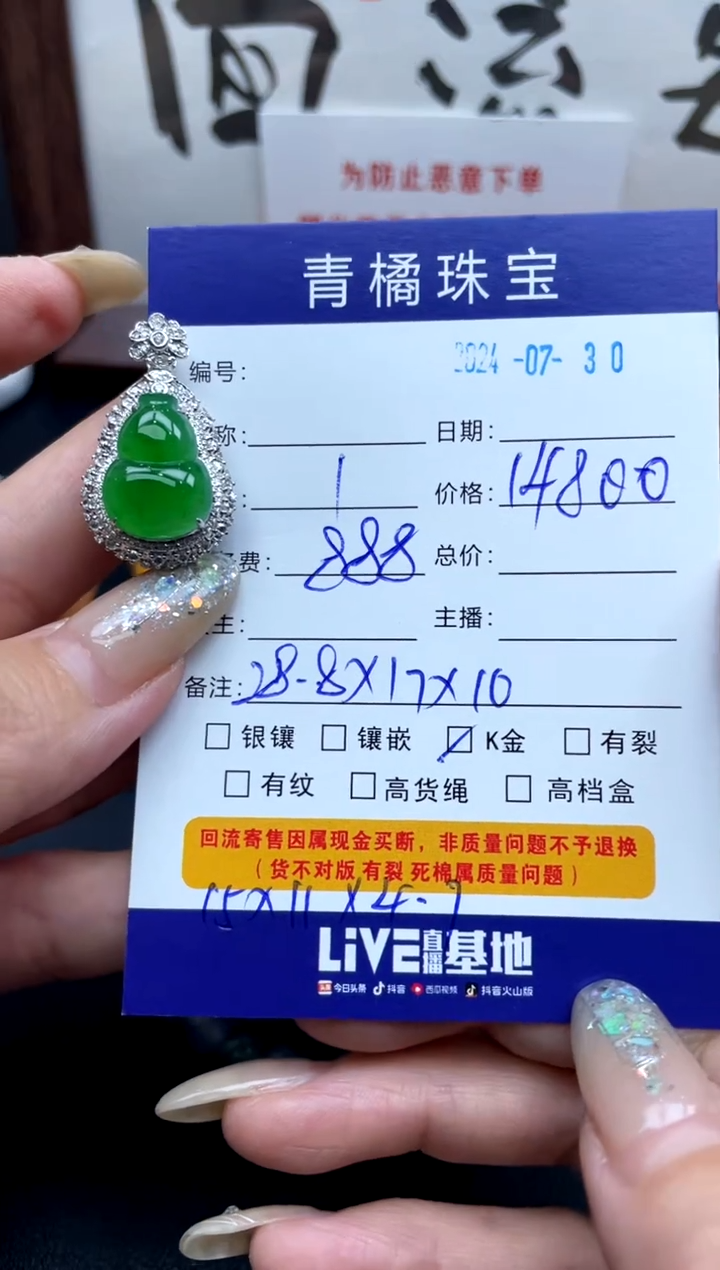 回流
为防止恶意下单
青橘珠宝
编号:
2024 -07- 30
称:
日期:
: 1
价格: 14800
费: 888
总价:
主:
主播:
备注: 28-8X17X10
银镶 镶嵌 K金 有裂
有纹 高货绳 高档盒
回流寄售因属现金买断，非质量问题不予退换
（货不对版 有裂 死棉属质量问题）
15X11X4-7
LiVE直播基地
头条 今日头条 抖音 西瓜视频 抖音火山版